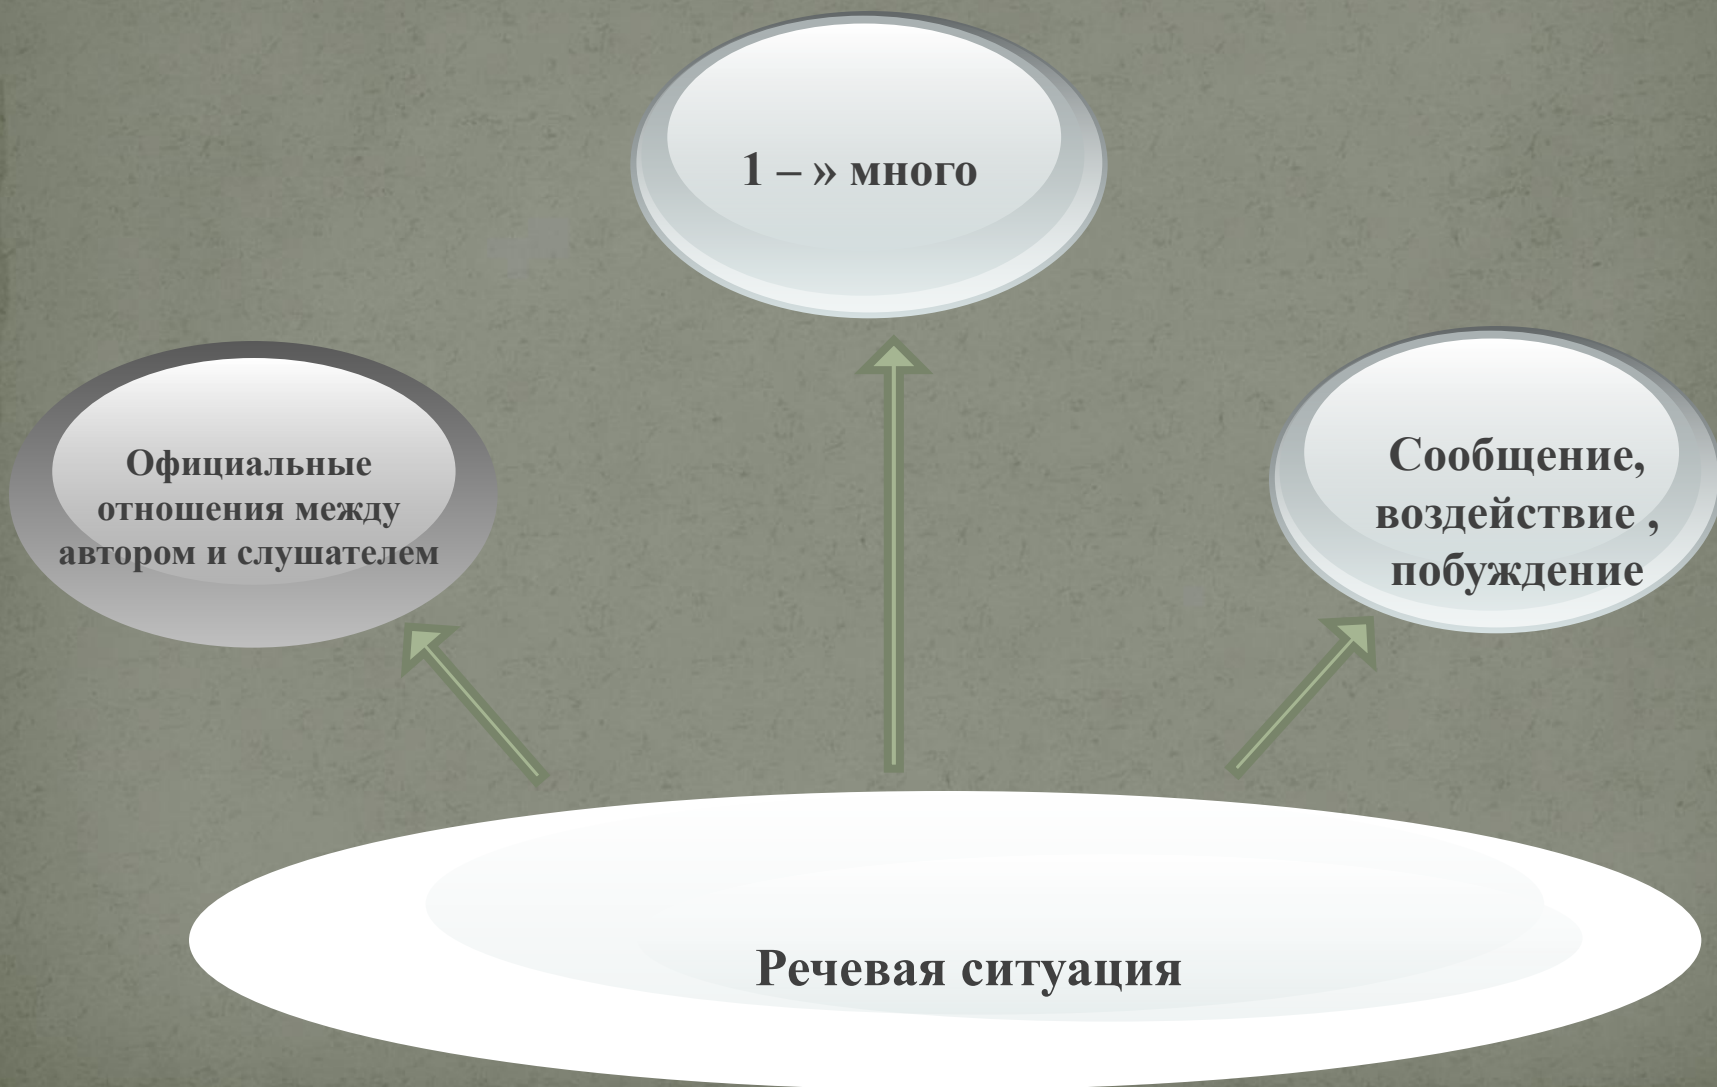 1 – » много
Официальные
отношения между
автором и слушателем
Сообщение,
воздействие ,
побуждение
Речевая ситуация